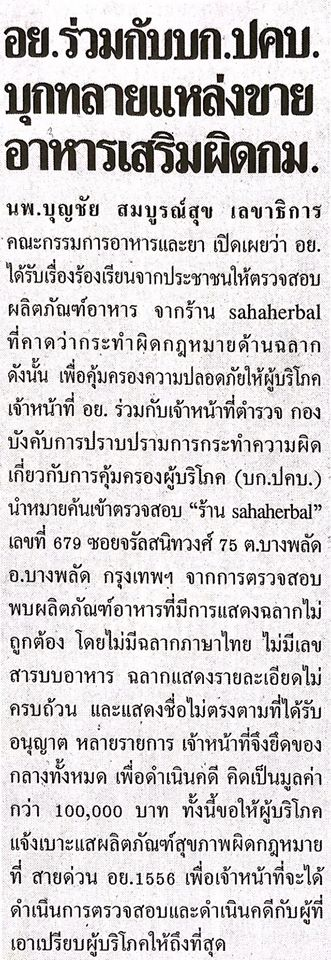 อย.ร่วมกับบก.ปคบ.
บุกทลายแหล่งขาย
อาหารเสริมผิดกม.
นพ.บุญชัย สมบูรณ์สุข เลขาธิการ
คณะกรรมการอาหารและยา เปิดเผยว่า อย.
ได้รับเรื่องร้องเรียนจากประชาชนให้ตรวจสอบ
ผลิตภัณฑ์อาหาร จากร้าน sahaherbal
ที่คาดว่ากระทำผิดกฎหมายด้านฉลาก
ดังนั้น เพื่อคุ้มครองความปลอดภัยให้ผู้บริโภค
เจ้าหน้าที่ อย. ร่วมกับเจ้าหน้าที่ตำรวจ กอง
บังคับการปราบปรามการกระทำความผิด
เกี่ยวกับการคุ้มครองผู้บริโภค (บก.ปคบ.)
นำหมายค้นเข้าตรวจสอบ “ร้าน sahaherbal”
เลขที่ 679 ซอยจรัลสนิทวงศ์ 75 ต.บางพลัด
อ.บางพลัด กรุงเทพฯ จากการตรวจสอบ
พบผลิตภัณฑ์อาหารที่มีการแสดงฉลากไม่
ถูกต้อง โดยไม่มีฉลากภาษาไทย ไม่มีเลข
สารบบอาหาร ฉลากแสดงรายละเอียดไม่
ครบถ้วน และแสดงชื่อไม่ตรงตามที่ได้รับ
อนุญาต หลายรายการ เจ้าหน้าที่จึงยึดของ
กลางทั้งหมด เพื่อดำเนินคดี คิดเป็นมูลค่า
กว่า 100,000 บาท ทั้งนี้ขอให้ผู้บริโภค
แจ้งเบาะแสผลิตภัณฑ์สุขภาพผิดกฎหมาย
ที่ สายด่วน อย.1556 เพื่อเจ้าหน้าที่จะได้
ดำเนินการตรวจสอบและดำเนินคดีกับผู้ที่
เอาเปรียบผู้บริโภคให้ถึงที่สุด